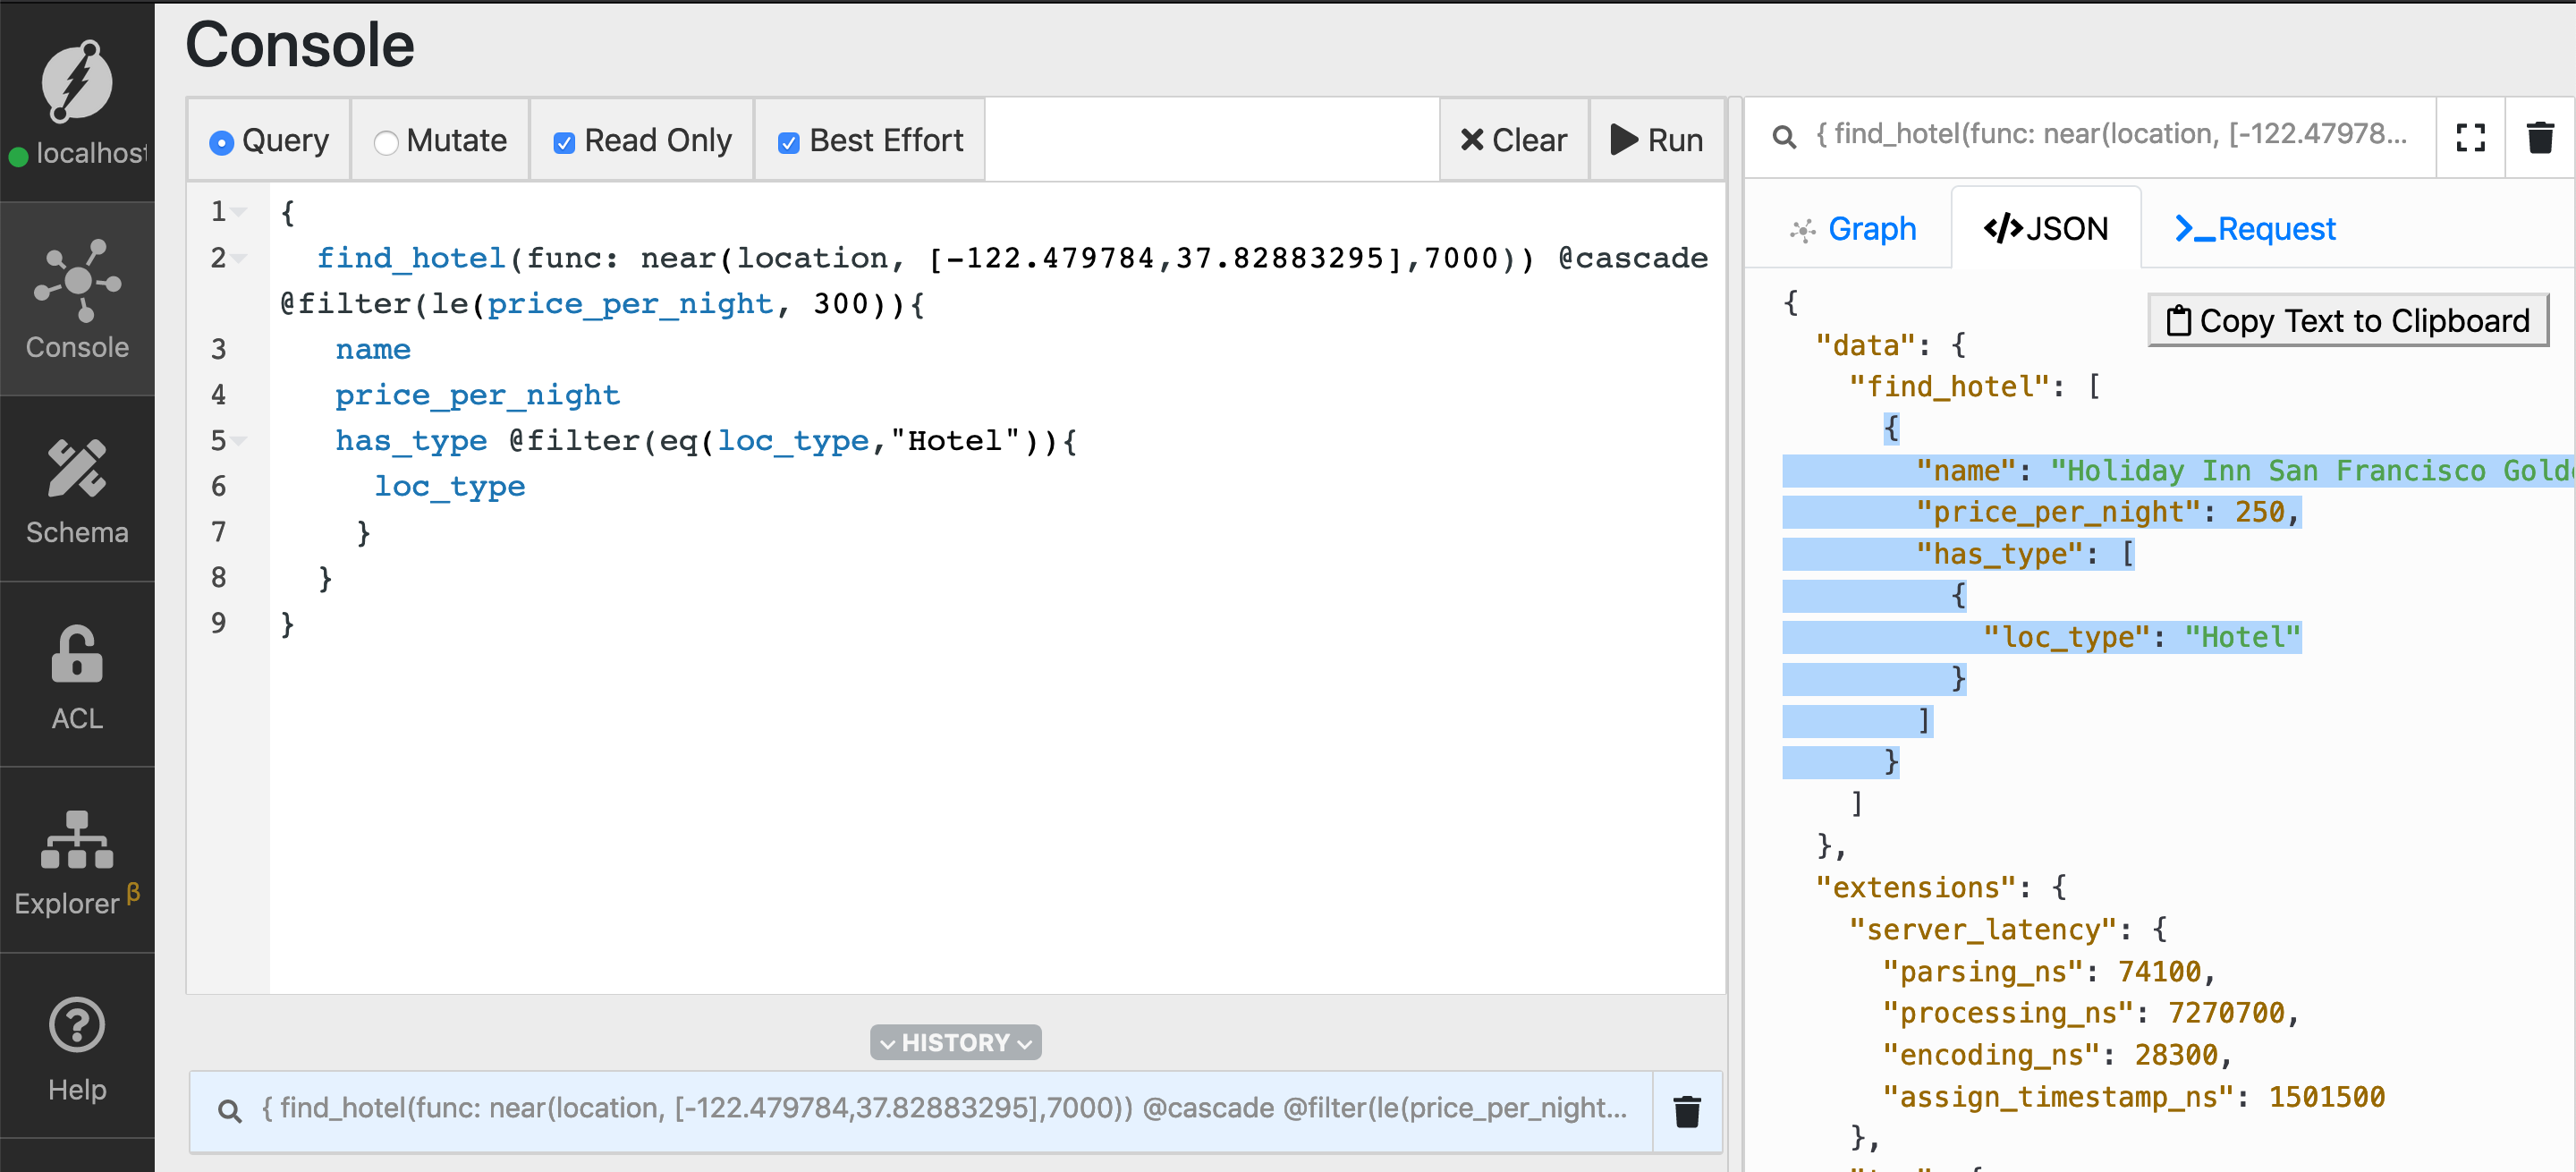 Console
localhost
Query
Mutate
Read Only
Best Effort
Clear
Run
1 {
2 find_hotel(func: near(location, [-122.479784,37.82883295],7000)) @cascade
@filter(le(price_per_night, 300)){
3 name
4 price_per_night
5 has_type @filter(eq(loc_type,"Hotel")){
6 loc_type
7 }
8 }
9 }
Console
Schema
ACL
Explorer β
Help
HISTORY
{ find_hotel(func: near(location, [-122.479784,37.82883295],7000)) @cascade @filter(le(price_per_night...
{ find_hotel(func: near(location, [-122.47978...
Graph
</>JSON
>_Request
Copy Text to Clipboard
{
"data": {
"find_hotel": [
{
"name": "Holiday Inn San Francisco
"price_per_night": 250,
"has_type": [
{
"loc_type": "Hotel"
}
]
}
]
},
"extensions": {
"server_latency": {
"parsing_ns": 74100,
"processing_ns": 7270700,
"encoding_ns": 28300,
"assign_timestamp_ns": 1501500
},